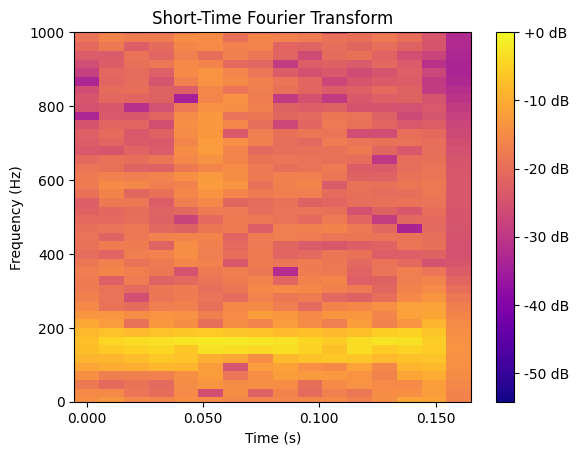 Short-Time Fourier Transform
Frequency (Hz)
1000
800
600
400
200
0
0.000
0.050
0.100
0.150
Time (s)
+0 dB
-10 dB
-20 dB
-30 dB
-40 dB
-50 dB